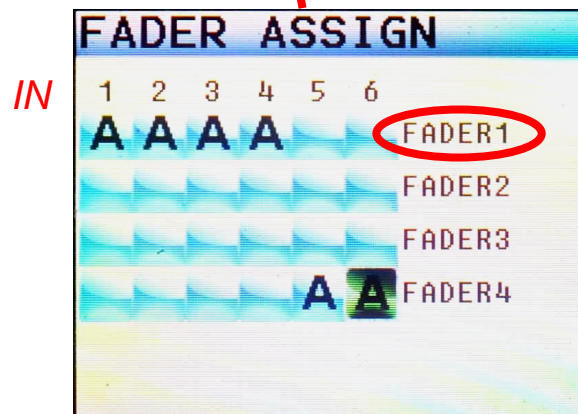 FADER ASSIGN
IN 1 2 3 4 5 6
A A A A FADER1
FADER2
FADER3
A A FADER4